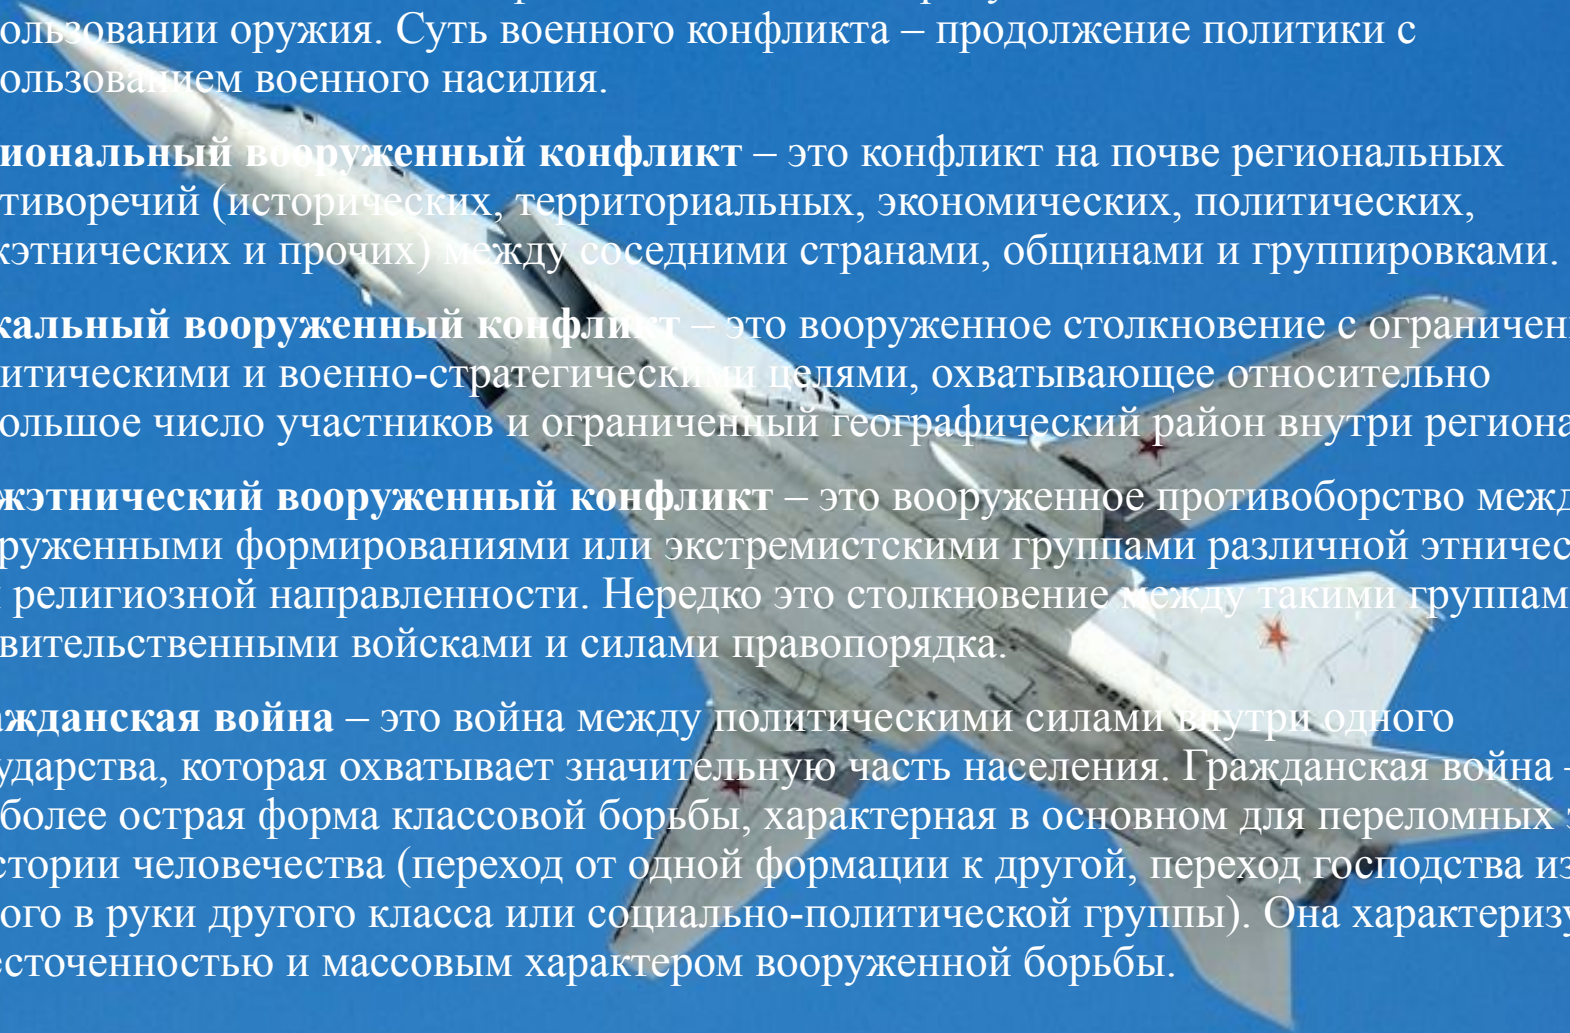 ользовании оружия. Суть военного конфликта – продолжение политики с
ользованием военного насилия.
иональный вооруженный конфликт – это конфликт на почве региональных
тиворечий (исторических, территориальных, экономических, политических,
жэтнических и прочих) между соседними странами, общинами и группировками.
кальный вооруженный конфликт – это вооруженное столкновение с ограничен
итическими и военно-стратегическими целями, охватывающее относительно
ольшое число участников и ограниченный географический район внутри региона
жэтнический вооруженный конфликт – это вооруженное противоборство межд
руженными формированиями или экстремистскими группами различной этничес
религиозной направленности. Нередко это столкновение между такими группам
вительственными войсками и силами правопорядка.
ажданская война – это война между политическими силами внутри одного
ударства, которая охватывает значительную часть населения. Гражданская война –
более острая форма классовой борьбы, характерная в основном для переломных э
стории человечества (переход от одной формации к другой, переход господства из
ого в руки другого класса или социально-политической группы). Она характеризу
есточенностью и массовым характером вооруженной борьбы.